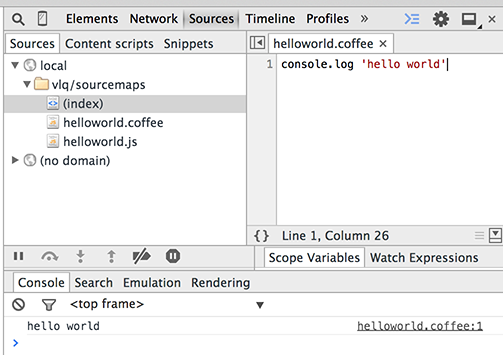 Elements Network Sources Timeline Profiles »
Sources Content scripts Snippets
helloworld.coffee ×
local
vlq/sourcemaps
(index)
helloworld.coffee
helloworld.js
(no domain)
1 console.log 'hello world'
{} Line 1, Column 26
Scope Variables Watch Expressions
Console Search Emulation Rendering
<top frame> ▼
hello world helloworld.coffee:1
>